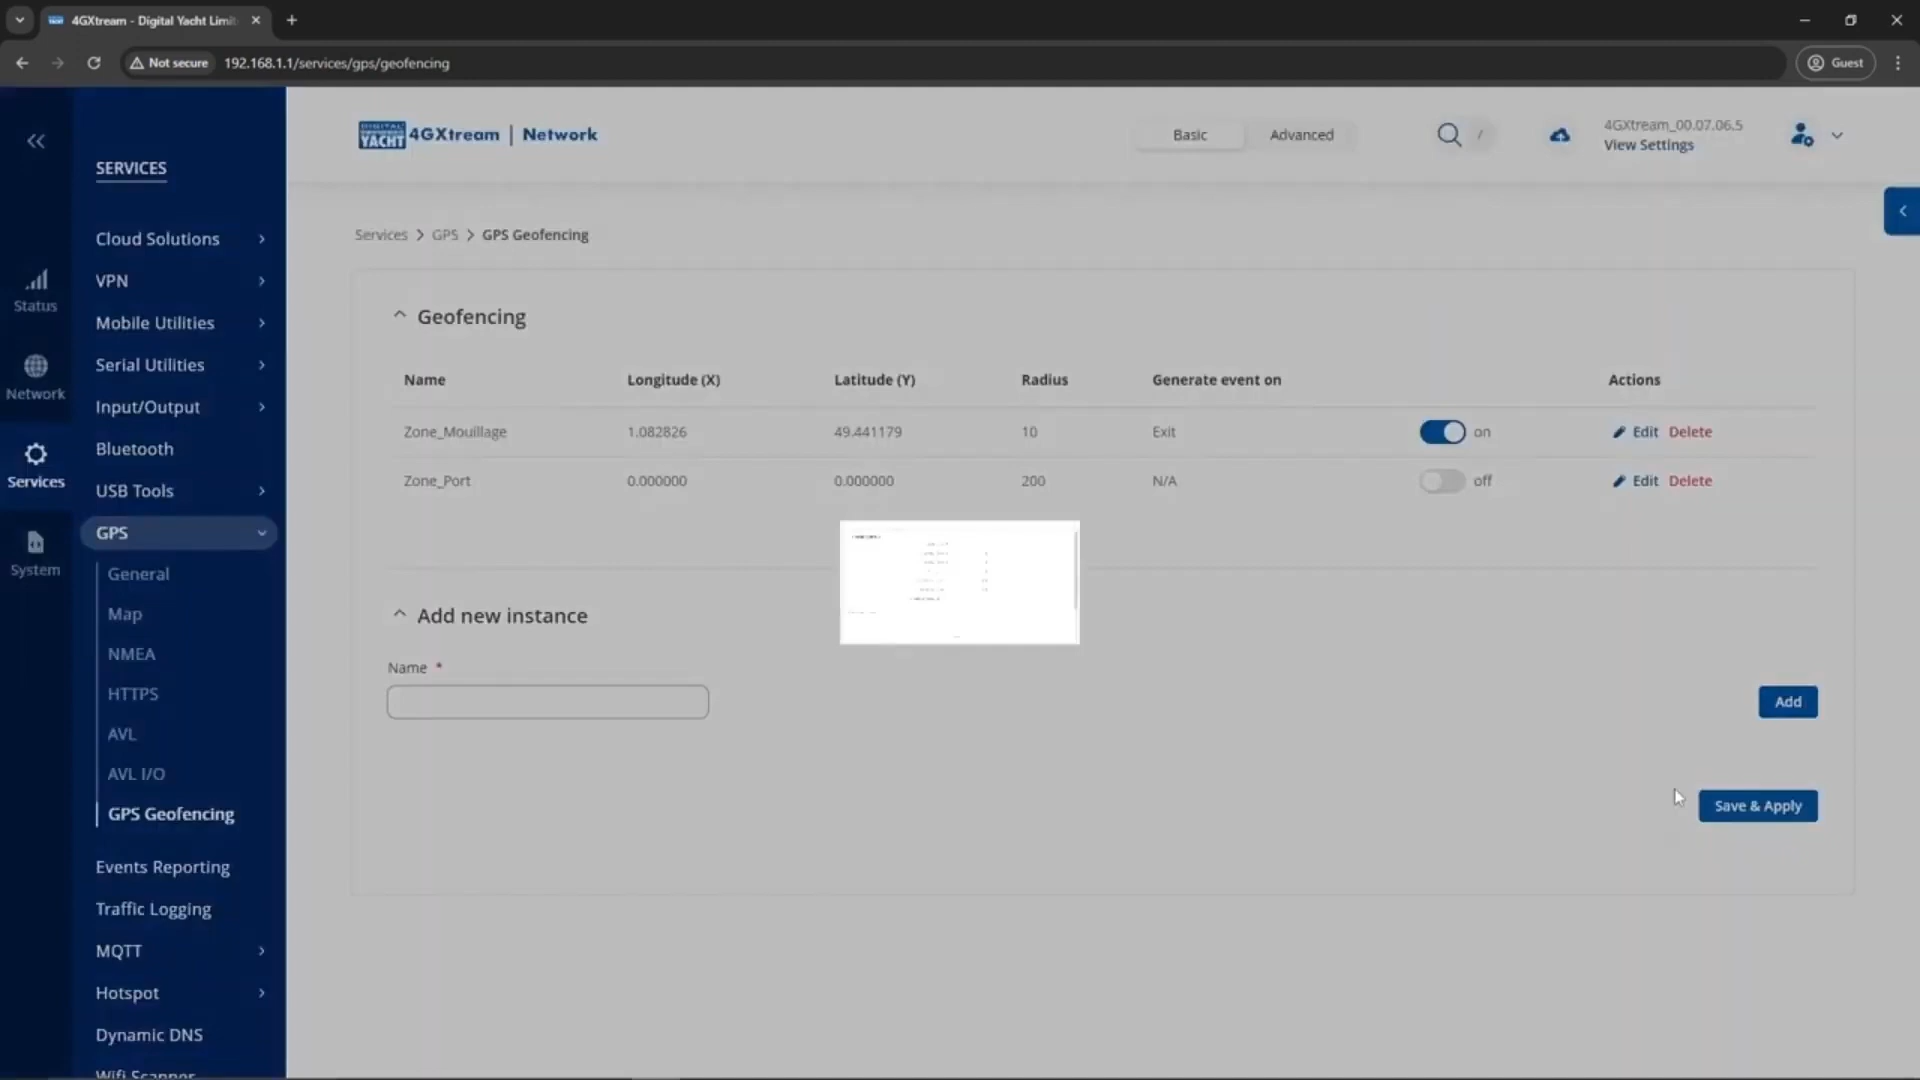 4GXtream - Digital Yacht Limit
Not secure
192.168.1.1/services/gps/geofencing
Guest
DIGITAL YACHT 4GXtream | Network
Basic
Advanced
/
4GXtream_00.07.06.5
View Settings
SERVICES
Cloud Solutions
VPN
Mobile Utilities
Serial Utilities
Input/Output
Bluetooth
USB Tools
GPS
General
Map
NMEA
HTTPS
AVL
AVL I/O
GPS Geofencing
Events Reporting
Traffic Logging
MQTT
Hotspot
Dynamic DNS
Wifi Scanner
Status
Network
Services
System
Services > GPS > GPS Geofencing
Geofencing
Name Longitude (X) Latitude (Y) Radius Generate event on Actions
Zone_Mouillage 1.082826 49.441179 10 Exit on Edit Delete
Zone_Port 0.000000 0.000000 200 N/A off Edit Delete
Add new instance
Name *
Add
Save & Apply